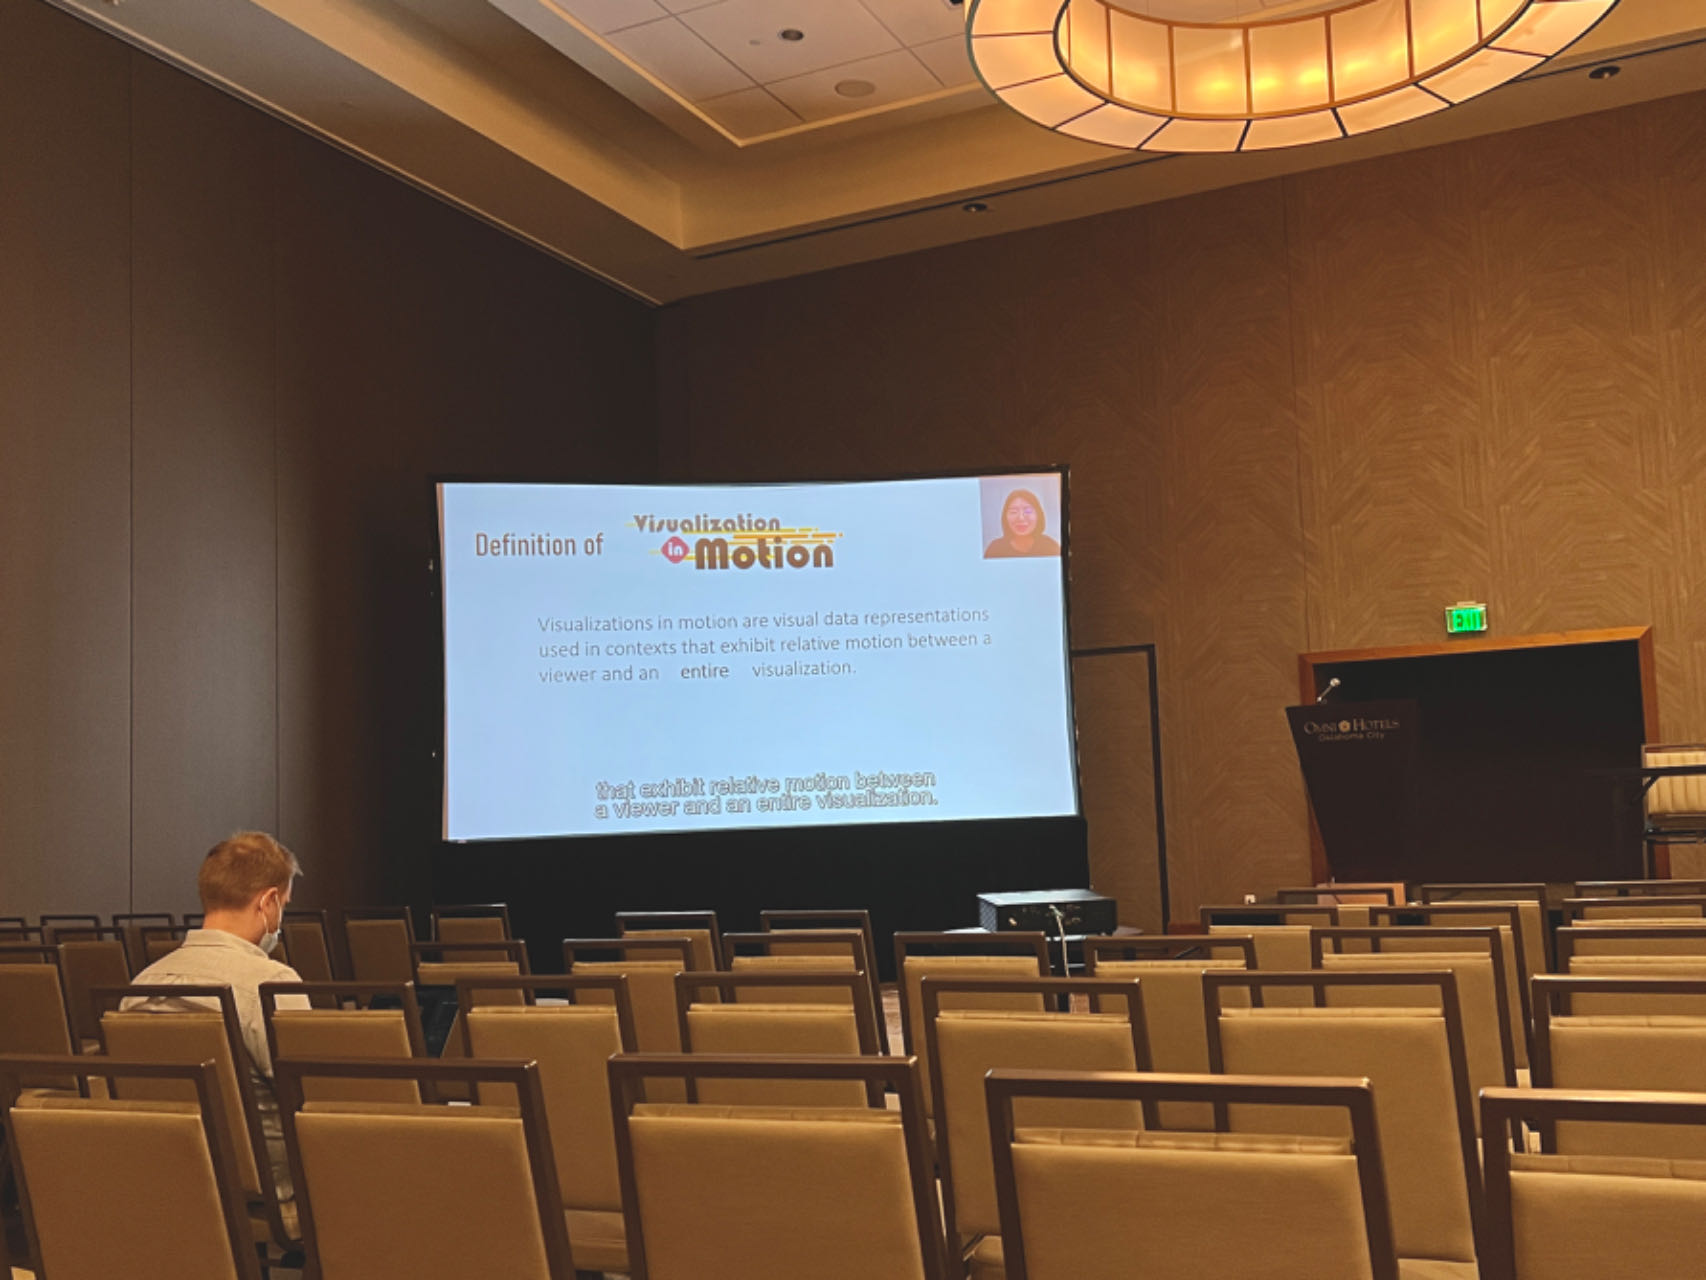 Definition of
Visualization
in Motion
Visualizations in motion are visual data representations
used in contexts that exhibit relative motion between a
viewer and an entire visualization.
that exhibit relative motion between
a viewer and an entire visualization.
EXIT
OMNI HOTELS
Oklahoma City